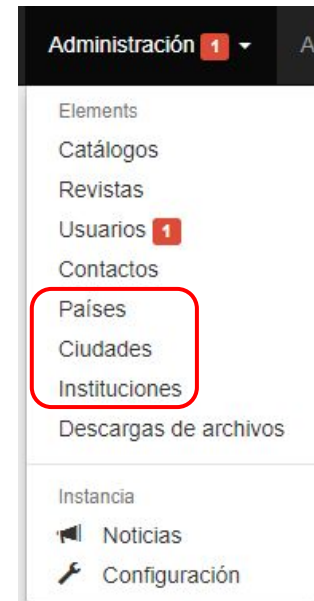 Administración 1 A
Elements
Catálogos
Revistas
Usuarios 1
Contactos
Países
Ciudades
Instituciones
Descargas de archivos
Instancia
Noticias
Configuración